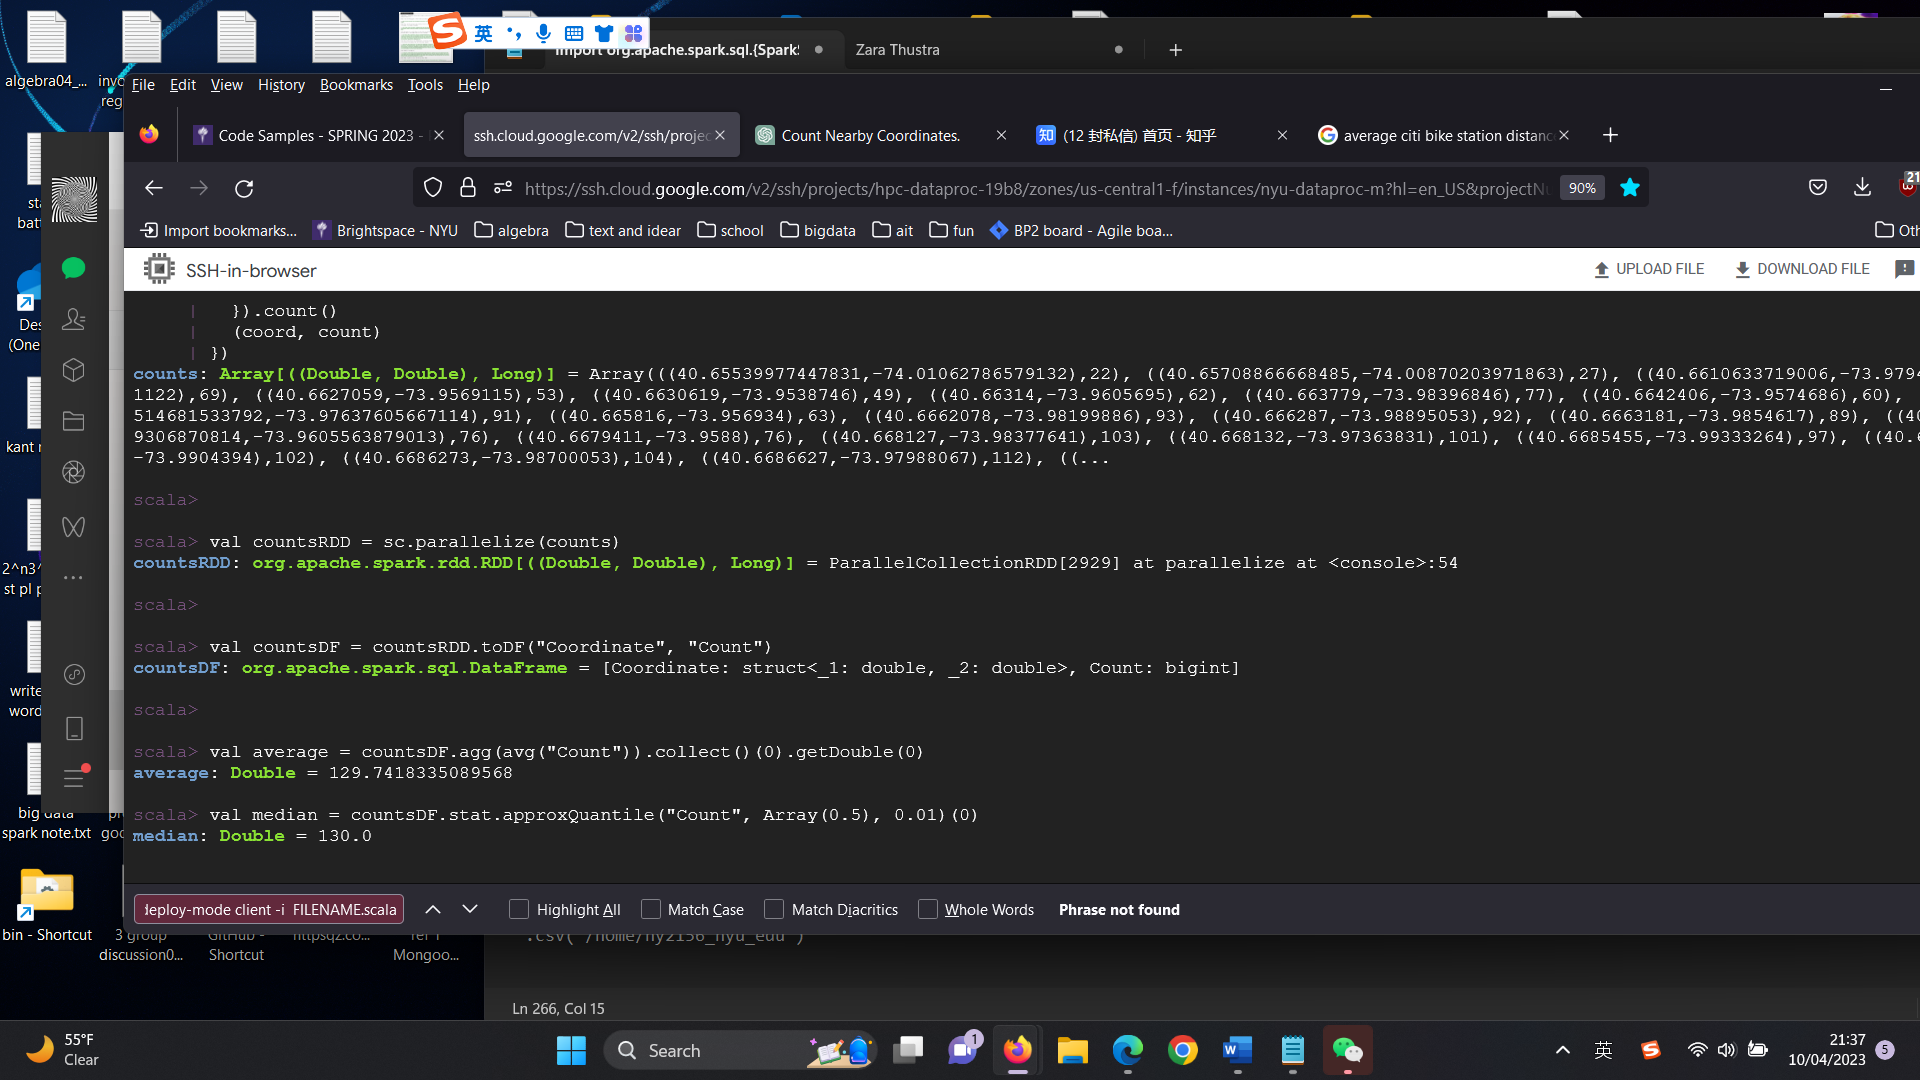 algebra04_...
invo
reg
英
import org.apache.spark.sql.{Spark
Zara Thustra
File Edit View History Bookmarks Tools Help
Code Samples - SPRING 2023 -
ssh.cloud.google.com/v2/ssh/projec
Count Nearby Coordinates.
知 (12 封私信) 首页 - 知乎
average citi bike station distanc
https://ssh.cloud.google.com/v2/ssh/projects/hpc-dataproc-19b8/zones/us-central1-f/instances/nyu-dataproc-m?hl=en_US&projectNu
90%
21
Import bookmarks...
Brightspace - NYU
algebra
text and idear
school
bigdata
ait
fun
BP2 board - Agile boa...
Oth
SSH-in-browser
UPLOAD FILE
DOWNLOAD FILE
| }).count()
| (coord, count)
| })
counts: Array[((Double, Double), Long)] = Array(((40.65539977447831,-74.01062786579132),22), ((40.65708866668485,-74.00870203971863),27), ((40.6610633719006,-73.9794
1122),69), ((40.6627059,-73.9569115),53), ((40.6630619,-73.9538746),49), ((40.66314,-73.9605695),62), ((40.663779,-73.98396846),77), ((40.6642406,-73.9574686),60),
514681533792,-73.97637605667114),91), ((40.665816,-73.956934),63), ((40.6662078,-73.98199886),93), ((40.666287,-73.98895053),92), ((40.6663181,-73.9854617),89), ((40
9306870814,-73.9605563879013),76), ((40.6679411,-73.9588),76), ((40.668127,-73.98377641),103), ((40.668132,-73.97363831),101), ((40.6685455,-73.99333264),97), ((40.6
-73.9904394),102), ((40.6686273,-73.98700053),104), ((40.6686627,-73.97988067),112), ((...
scala>
scala> val countsRDD = sc.parallelize(counts)
countsRDD: org.apache.spark.rdd.RDD[((Double, Double), Long)] = ParallelCollectionRDD[2929] at parallelize at <console>:54
scala>
scala> val countsDF = countsRDD.toDF("Coordinate", "Count")
countsDF: org.apache.spark.sql.DataFrame = [Coordinate: struct<_1: double, _2: double>, Count: bigint]
scala>
scala> val average = countsDF.agg(avg("Count")).collect()(0).getDouble(0)
average: Double = 129.7418335089568
scala> val median = countsDF.stat.approxQuantile("Count", Array(0.5), 0.01)(0)
median: Double = 130.0
sta
bat
Des
(One
kant r
2^n3^
st pl p
write
word
big data
spark note.txt
goo
deploy-mode client -i FILENAME.scala
Highlight All
Match Case
Match Diacritics
Whole Words
Phrase not found
bin - Shortcut
3 group
discussion0...
GitHub -
Shortcut
httpsqz.co...
ref 1
Mongoo...
.csv("/home/hy2156_nyu_edu")
Ln 266, Col 15
55°F
Clear
Search
1
英
21:37
10/04/2023
5